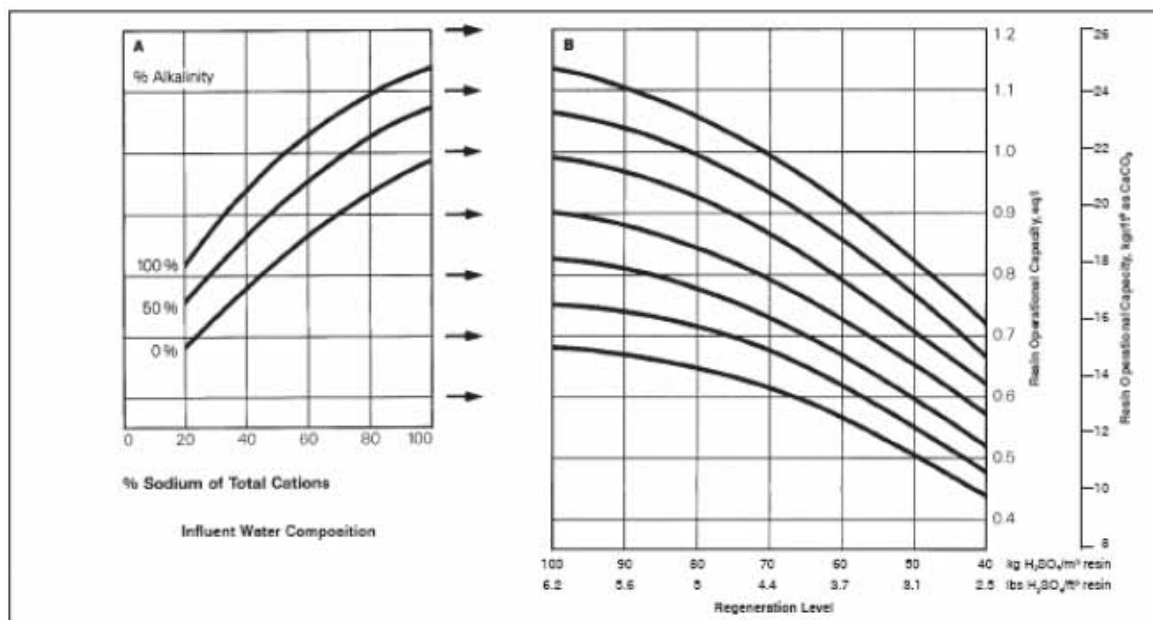 A
% Alkalinity
100 %
50 %
0 %
0 20 40 60 80 100
% Sodium of Total Cations
Influent Water Composition
B
1.2
1.1
1.0
0.9
0.8
0.7
0.6
0.5
0.4
Resin Operational Capacity, eq/l
26
24
22
20
18
16
14
12
10
8
Resin Operational Capacity, kgr/ft³ as CaCO₃
100 90 80 70 60 50 40 kg H₂SO₄/m³ resin
6.2 5.6 5 4.4 3.7 3.1 2.5 lbs H₂SO₄/ft³ resin
Regeneration Level